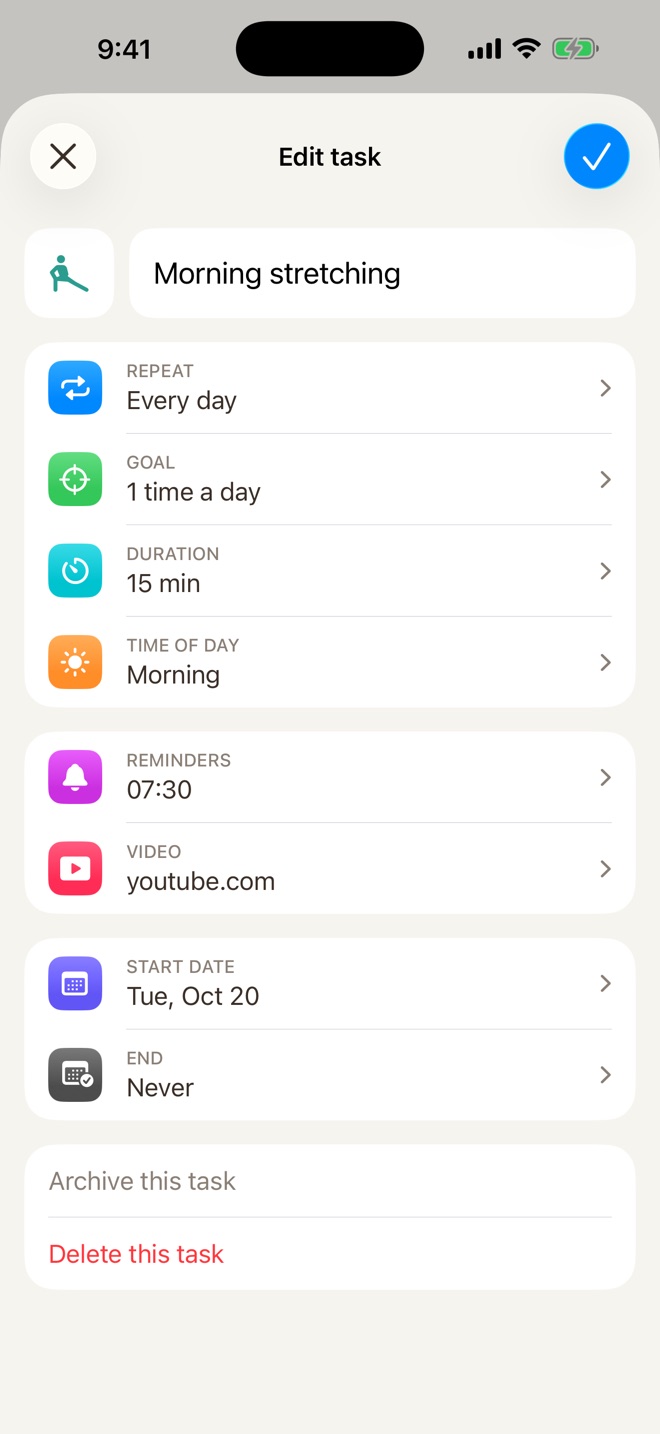 9:41
Edit task
Morning stretching
REPEAT
Every day
GOAL
1 time a day
DURATION
15 min
TIME OF DAY
Morning
REMINDERS
07:30
VIDEO
youtube.com
START DATE
Tue, Oct 20
END
Never
Archive this task
Delete this task